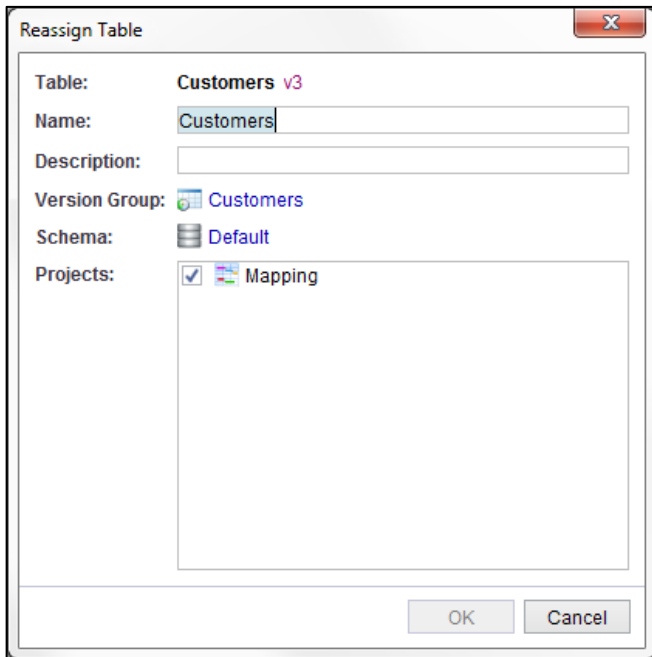 Reassign Table
Table: Customers v3
Name: Customers
Description:
Version Group: Customers
Schema: Default
Projects: Mapping
OK Cancel